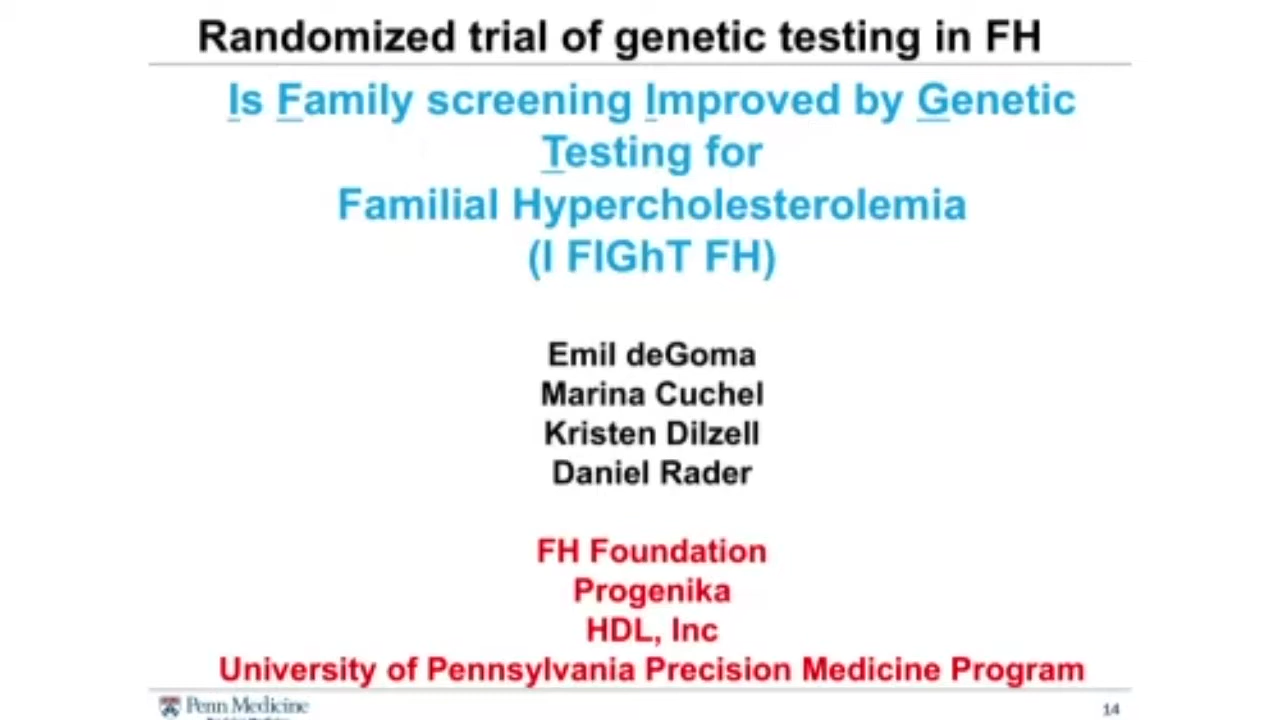 Randomized trial of genetic testing in FH
Is Family screening Improved by Genetic
Testing for
Familial Hypercholesterolemia
(I FIGhT FH)
Emil deGoma
Marina Cuchel
Kristen Dilzell
Daniel Rader
FH Foundation
Progenika
HDL, Inc
University of Pennsylvania Precision Medicine Program
Penn Medicine
14